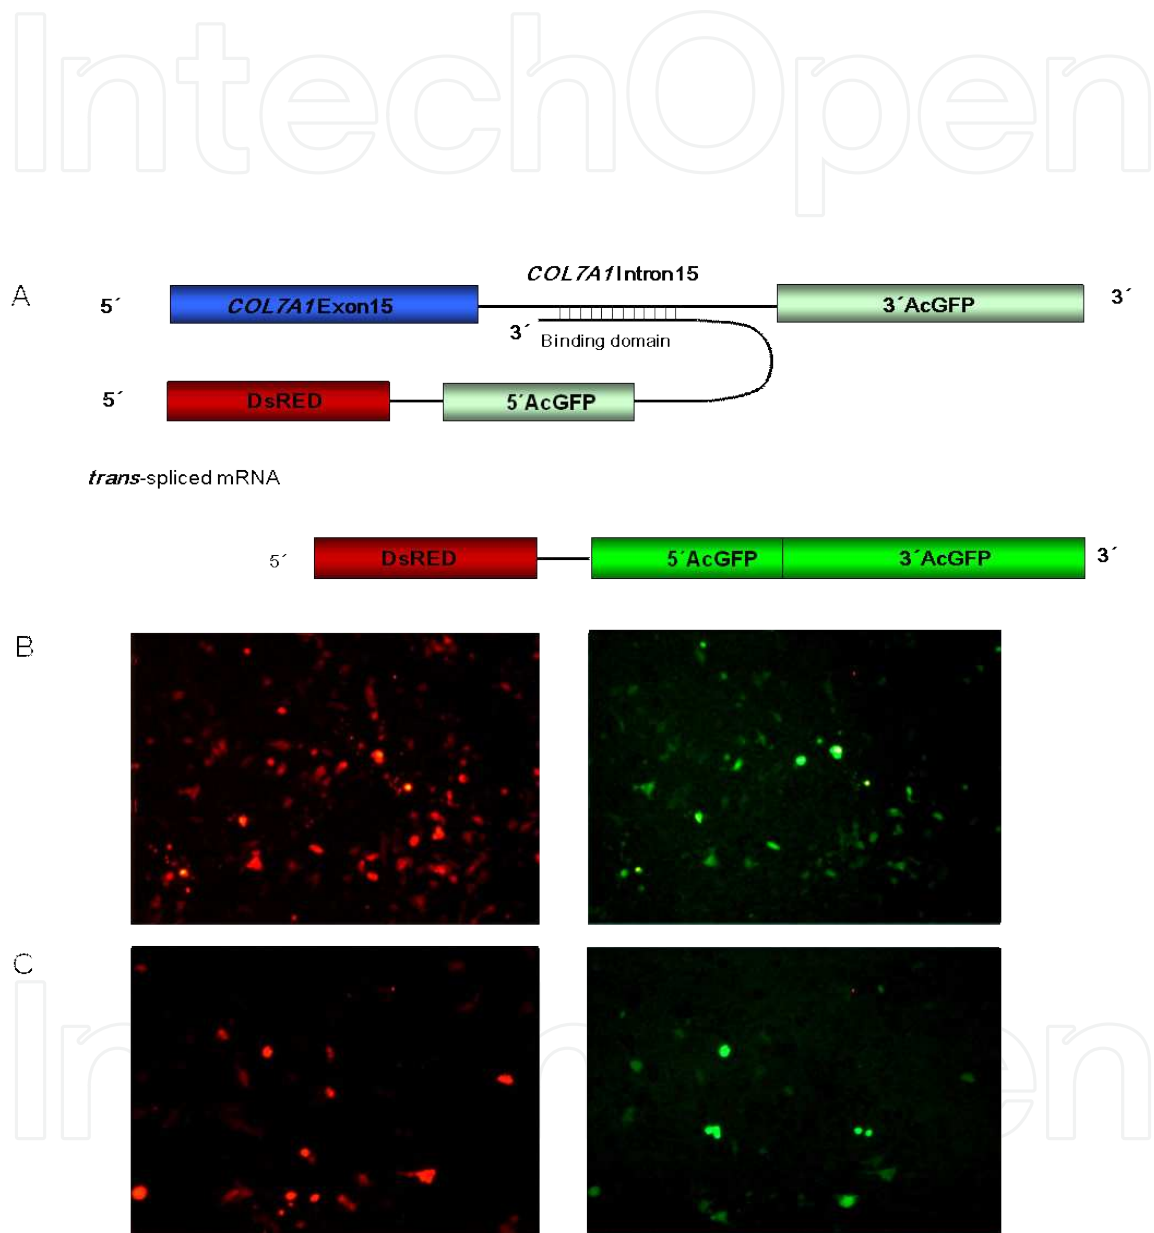 IntechOpen
COL7A1 Intron15
A
5´
COL7A1 Exon15
3´AcGFP
3´
3´
Binding domain
5´
DsRED
5´AcGFP
trans-spliced mRNA
5´
DsRED
5´AcGFP
3´AcGFP
3´
B
C
IntechOpen